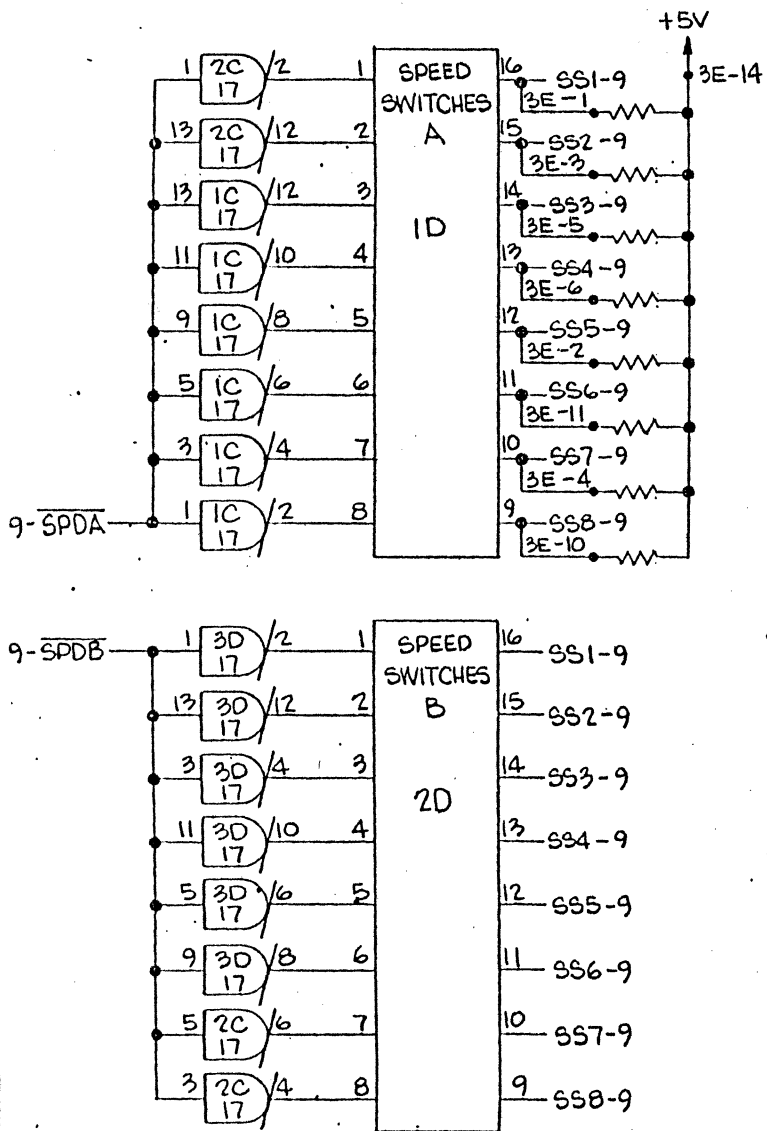 +5V
1 2C 17 2 1 SPEED SWITCHES A 1D 16 SS1-9 3E-14
3E-1
13 2C 17 12 2 15 SS2-9
3E-3
13 1C 17 12 3 14 SS3-9
3E-5
11 1C 17 10 4 13 SS4-9
3E-6
9 1C 17 8 5 12 SS5-9
3E-2
5 1C 17 6 6 11 SS6-9
3E-11
3 1C 17 4 7 10 SS7-9
3E-4
9-S̅P̅D̅A̅ 1 1C 17 2 8 9 SS8-9
3E-10
9-S̅P̅D̅B̅ 1 3D 17 2 1 SPEED SWITCHES B 2D 16 SS1-9
13 3D 17 12 2 15 SS2-9
3 3D 17 4 3 14 SS3-9
11 3D 17 10 4 13 SS4-9
5 3D 17 6 5 12 SS5-9
9 3D 17 8 6 11 SS6-9
5 2C 17 6 7 10 SS7-9
3 2C 17 4 8 9 SS8-9